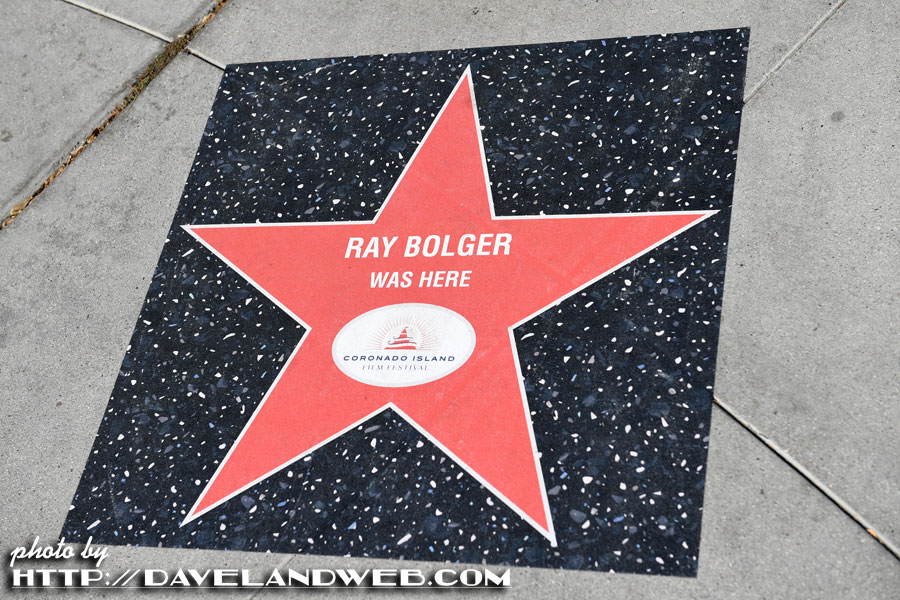 RAY BOLGER
WAS HERE
CORONADO ISLAND
FILM FESTIVAL
photo by
HTTP://DAVELANDWEB.COM